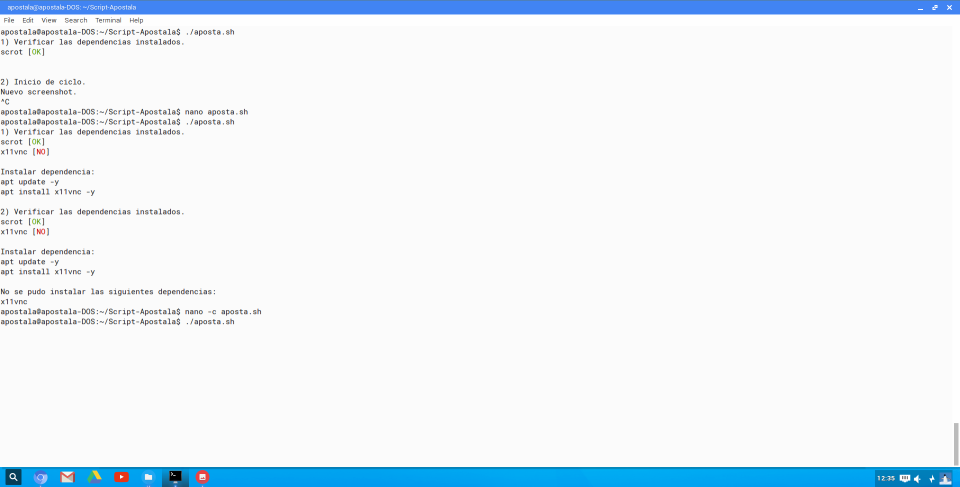 apostala@apostala-DOS: ~/Script-Apostala
File Edit View Search Terminal Help
apostala@apostala-DOS:~/Script-Apostala$ ./aposta.sh
1) Verificar las dependencias instalados.
scrot [OK]
2) Inicio de ciclo.
Nuevo screenshot.
^C
apostala@apostala-DOS:~/Script-Apostala$ nano aposta.sh
apostala@apostala-DOS:~/Script-Apostala$ ./aposta.sh
1) Verificar las dependencias instalados.
scrot [OK]
x11vnc [NO]
Instalar dependencia:
apt update -y
apt install x11vnc -y
2) Verificar las dependencias instalados.
scrot [OK]
x11vnc [NO]
Instalar dependencia:
apt update -y
apt install x11vnc -y
No se pudo instalar las siguientes dependencias:
x11vnc
apostala@apostala-DOS:~/Script-Apostala$ nano -c aposta.sh
apostala@apostala-DOS:~/Script-Apostala$ ./aposta.sh
12:35